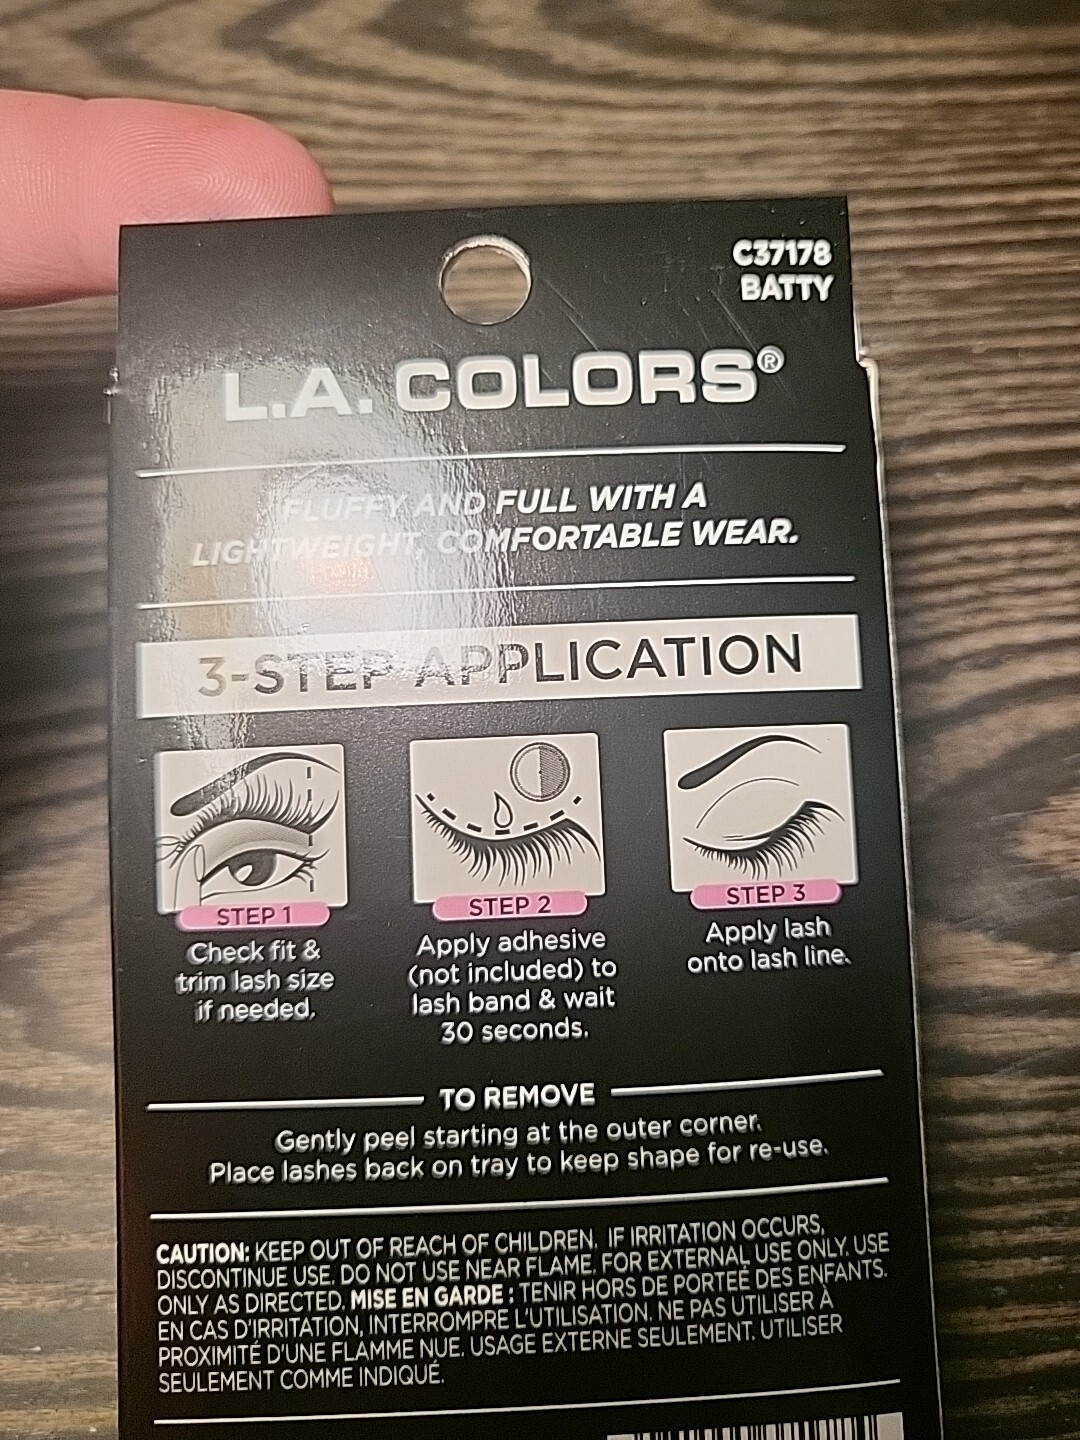 C37178
BATTY
L.A. COLORS®
FLUFFY AND FULL WITH A
LIGHTWEIGHT, COMFORTABLE WEAR.
3-STEP APPLICATION
STEP 1
Check fit &
trim lash size
if needed.
STEP 2
Apply adhesive
(not included) to
lash band & wait
30 seconds.
STEP 3
Apply lash
onto lash line.
TO REMOVE
Gently peel starting at the outer corner.
Place lashes back on tray to keep shape for re-use.
CAUTION: KEEP OUT OF REACH OF CHILDREN. IF IRRITATION OCCURS,
DISCONTINUE USE. DO NOT USE NEAR FLAME. FOR EXTERNAL USE ONLY. USE
ONLY AS DIRECTED. MISE EN GARDE : TENIR HORS DE PORTEÉ DES ENFANTS.
EN CAS D'IRRITATION, INTERROMPRE L'UTILISATION. NE PAS UTILISER À
PROXIMITÉ D'UNE FLAMME NUE. USAGE EXTERNE SEULEMENT. UTILISER
SEULEMENT COMME INDIQUÉ.